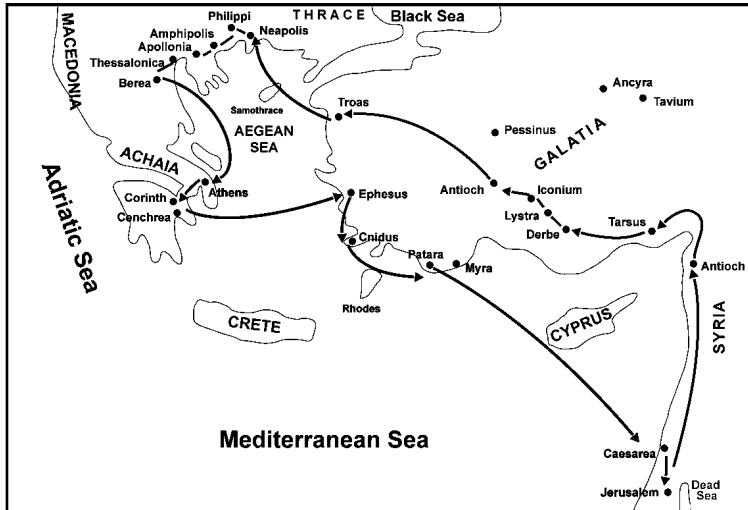 THRACE
Black Sea
Philippi
Neapolis
Amphipolis
Apollonia
Thessalonica
Berea
MACEDONIA
Samothrace
AEGEAN
SEA
Troas
Ancyra
Tavium
Pessinus
GALATIA
ACHAIA
Adriatic Sea
Athens
Corinth
Cenchrea
Ephesus
Antioch
Iconium
Lystra
Derbe
Tarsus
Cnidus
Patara
Myra
Antioch
Rhodes
CRETE
CYPRUS
SYRIA
Mediterranean Sea
Caesarea
Jerusalem
Dead
Sea